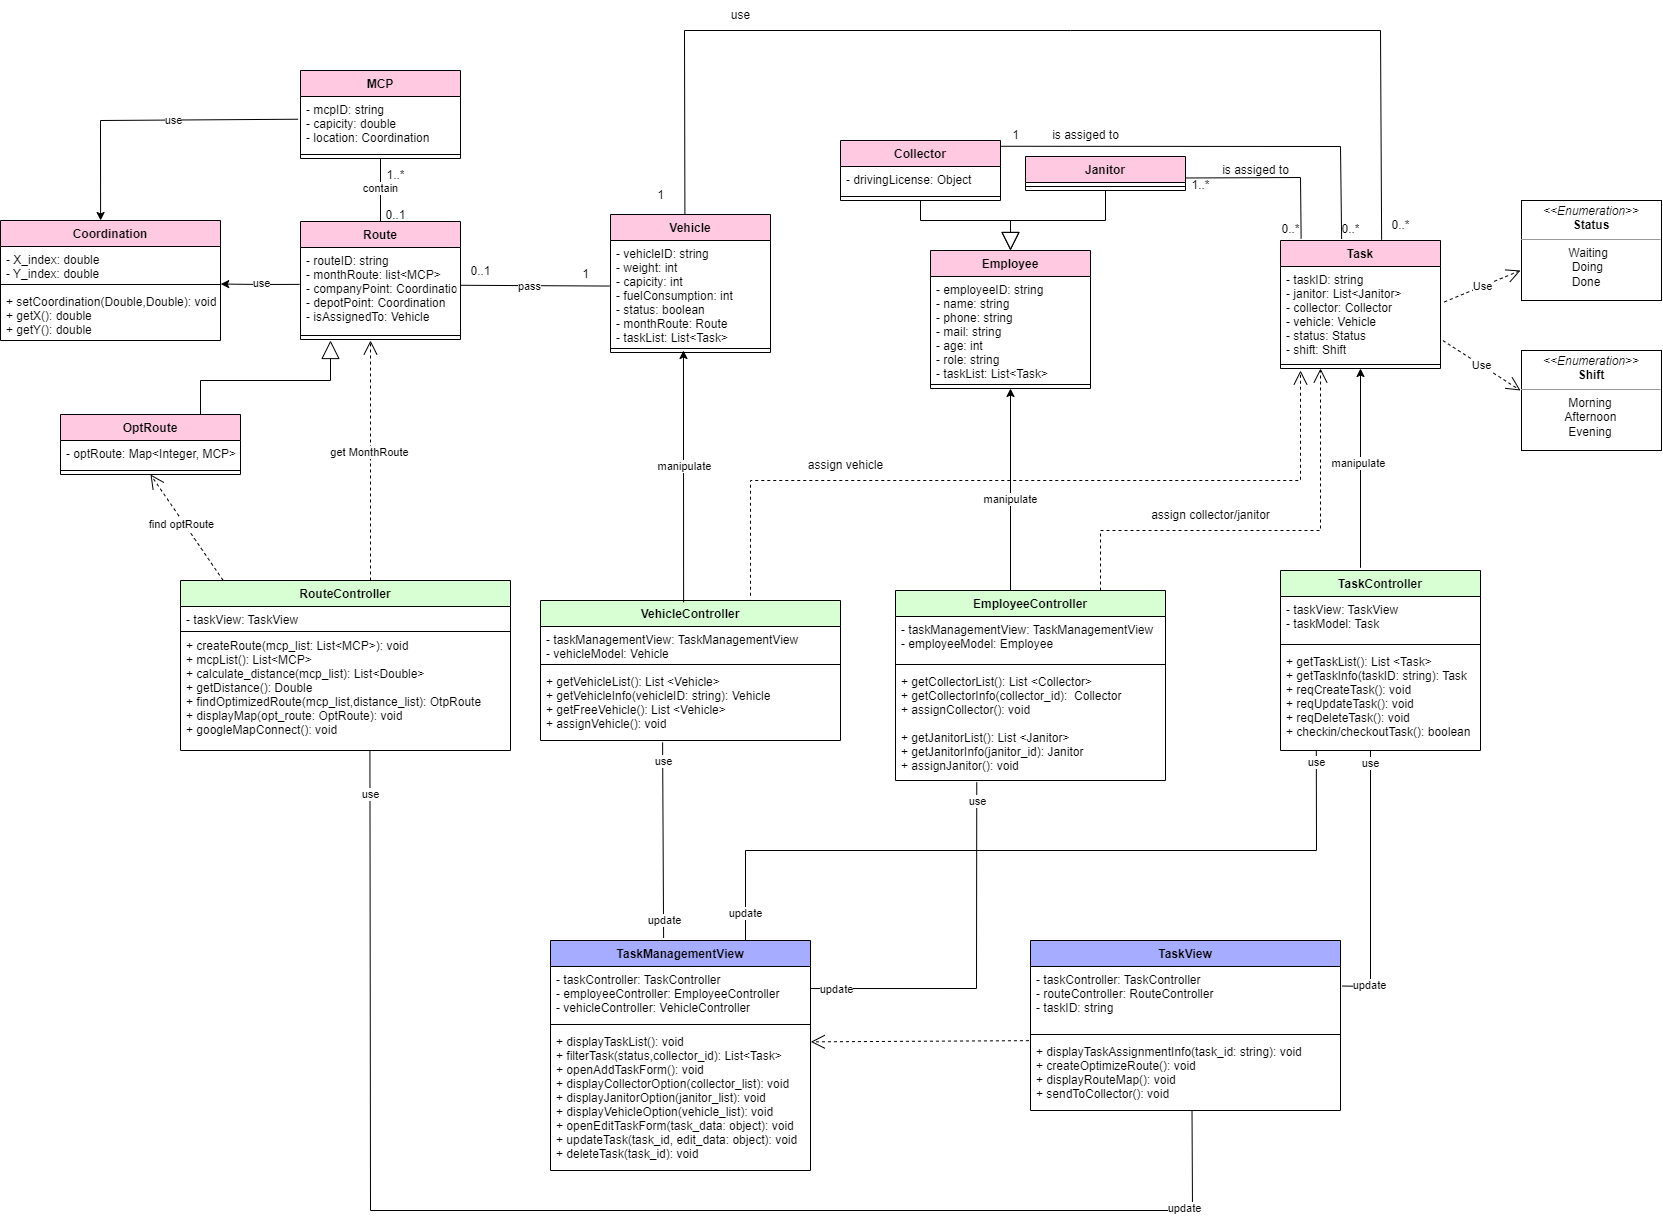 use
MCP
- mcpID: string
- capicity: double
- location: Coordination
use
1..*
contain
0..1
Coordination
- X_index: double
- Y_index: double
+ setCoordination(Double,Double): void
+ getX(): double
+ getY(): double
use
Route
- routeID: string
- monthRoute: list<MCP>
- companyPoint: Coordinatio
- depotPoint: Coordination
- isAssignedTo: Vehicle
0..1
pass
1
1
Vehicle
- vehicleID: string
- weight: int
- capicity: int
- fuelConsumption: int
- status: boolean
- monthRoute: Route
- taskList: List<Task>
Collector
- drivingLicense: Object
1
is assiged to
Janitor
is assiged to
1..*
0..*
0..*
0..*
Employee
- employeeID: string
- name: string
- phone: string
- mail: string
- age: int
- role: string
- taskList: List<Task>
Task
- taskID: string
- janitor: List<Janitor>
- collector: Collector
- vehicle: Vehicle
- status: Status
- shift: Shift
Use
Use
<<Enumeration>>
Status
Waiting
Doing
Done
<<Enumeration>>
Shift
Morning
Afternoon
Evening
OptRoute
- optRoute: Map<Integer, MCP>
get MonthRoute
find optRoute
manipulate
assign vehicle
manipulate
assign collector/janitor
manipulate
RouteController
- taskView: TaskView
+ createRoute(mcp_list: List<MCP>): void
+ mcpList(): List<MCP>
+ calculate_distance(mcp_list): List<Double>
+ getDistance(): Double
+ findOptimizedRoute(mcp_list,distance_list): OtpRoute
+ displayMap(opt_route: OptRoute): void
+ googleMapConnect(): void
VehicleController
- taskManagementView: TaskManagementView
- vehicleModel: Vehicle
+ getVehicleList(): List <Vehicle>
+ getVehicleInfo(vehicleID: string): Vehicle
+ getFreeVehicle(): List <Vehicle>
+ assignVehicle(): void
EmployeeController
- taskManagementView: TaskManagementView
- employeeModel: Employee
+ getCollectorList(): List <Collector>
+ getCollectorInfo(collector_id): Collector
+ assignCollector(): void
+ getJanitorList(): List <Janitor>
+ getJanitorInfo(janitor_id): Janitor
+ assignJanitor(): void
TaskController
- taskView: TaskView
- taskModel: Task
+ getTaskList(): List <Task>
+ getTaskInfo(taskID: string): Task
+ reqCreateTask(): void
+ reqUpdateTask(): void
+ reqDeleteTask(): void
+ checkin/checkoutTask(): boolean
use
use
use
use
use
update
update
update
update
update
TaskManagementView
- taskController: TaskController
- employeeController: EmployeeController
- vehicleController: VehicleController
+ displayTaskList(): void
+ filterTask(status,collector_id): List<Task>
+ openAddTaskForm(): void
+ displayCollectorOption(collector_list): void
+ displayJanitorOption(janitor_list): void
+ displayVehicleOption(vehicle_list): void
+ openEditTaskForm(task_data: object): void
+ updateTask(task_id, edit_data: object): void
+ deleteTask(task_id): void
TaskView
- taskController: TaskController
- routeController: RouteController
- taskID: string
+ displayTaskAssignmentInfo(task_id: string): void
+ createOptimizeRoute(): void
+ displayRouteMap(): void
+ sendToCollector(): void